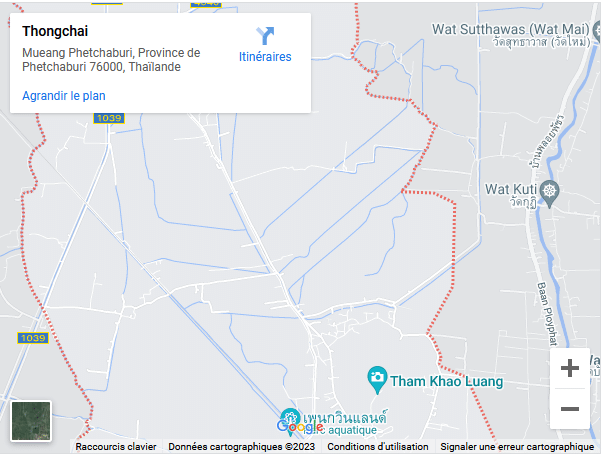 Thongchai
Mueang Phetchaburi, Province de
Phetchaburi 76000, Thaïlande
Itinéraires
Agrandir le plan
Wat Sutthawas (Wat Mai)
วัดสุทธาวาส (วัดใหม่)
1039
บ้านพลอยพัชร
Wat Kuti
วัดกุฎี
Baan Ployphat
1039
Tham Khao Luang
เพนกวินแลนด์
Parc aquatique
Google
Raccourcis clavier
Données cartographiques ©2023
Conditions d'utilisation
Signaler une erreur cartographique